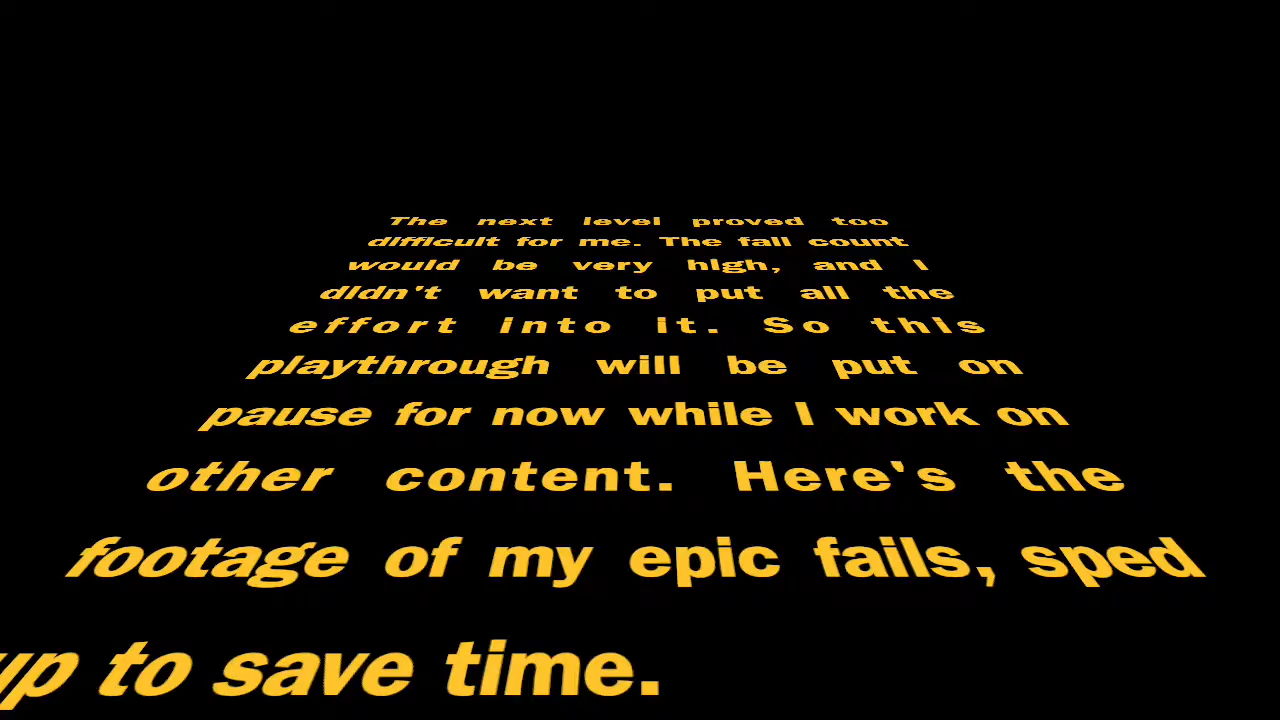 The next level proved too
difficult for me. The fall count
would be very high, and I
didn't want to put all the
effort into it. So this
playthrough will be put on
pause for now while I work on
other content. Here's the
footage of my epic fails, sped
up to save time.